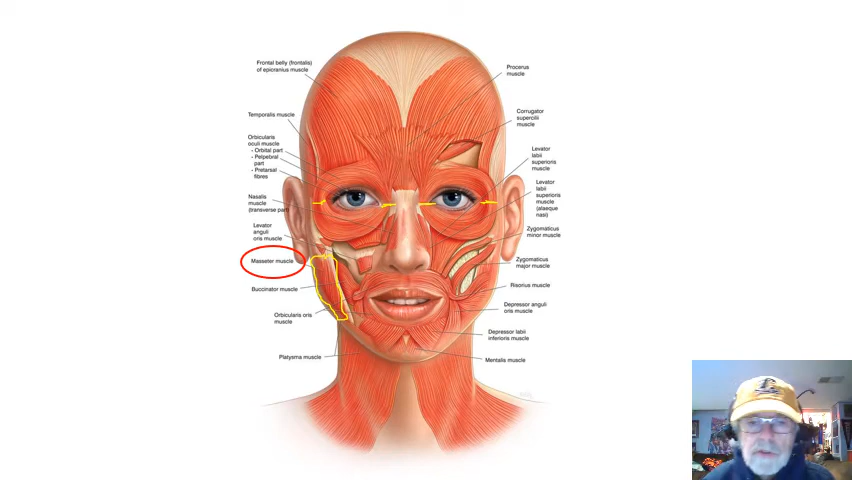 Frontal belly (frontalis)
of epicranius muscle
Temporalis muscle
Orbicularis
oculi muscle
- Orbital part
- Pelpebral
part
- Pretarsal
fibres
Nasalis
muscle
(transverse part)
Levator
anguli
oris muscle
Masseter muscle
Buccinator muscle
Orbicularis oris
muscle
Platysma muscle
Procerus
muscle
Corrugator
supercilii
muscle
Levator
labii
superioris
muscle
Levator
labii
superioris
muscle
(alaeque
nasi)
Zygomaticus
minor muscle
Zygomaticus
major muscle
Risorius muscle
Depressor anguli
oris muscle
Depressor labii
inferioris muscle
Mentalis muscle